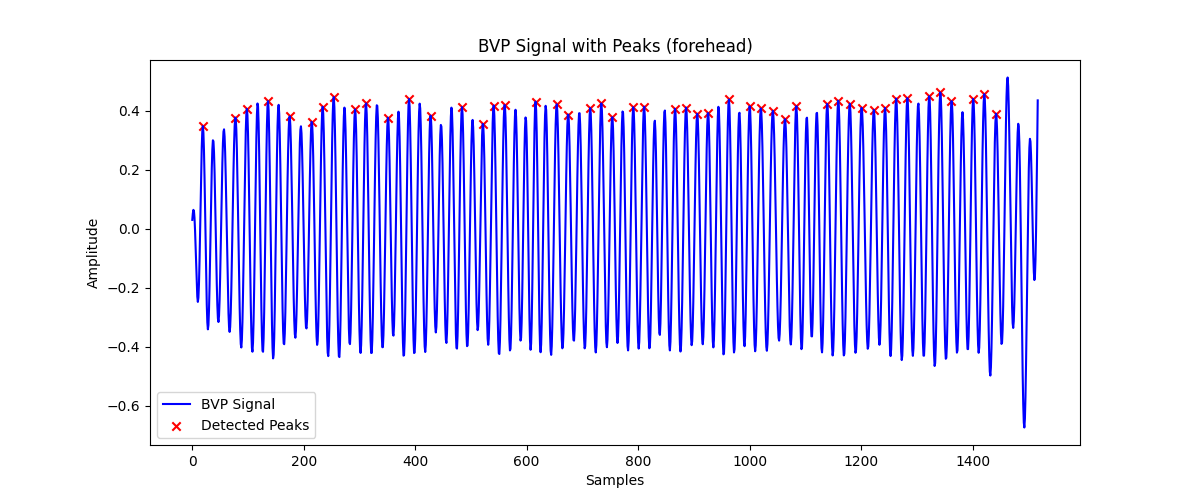 BVP Signal with Peaks (forehead)
Amplitude
0.4
0.2
0.0
−0.2
−0.4
−0.6
BVP Signal
Detected Peaks
0 200 400 600 800 1000 1200 1400
Samples